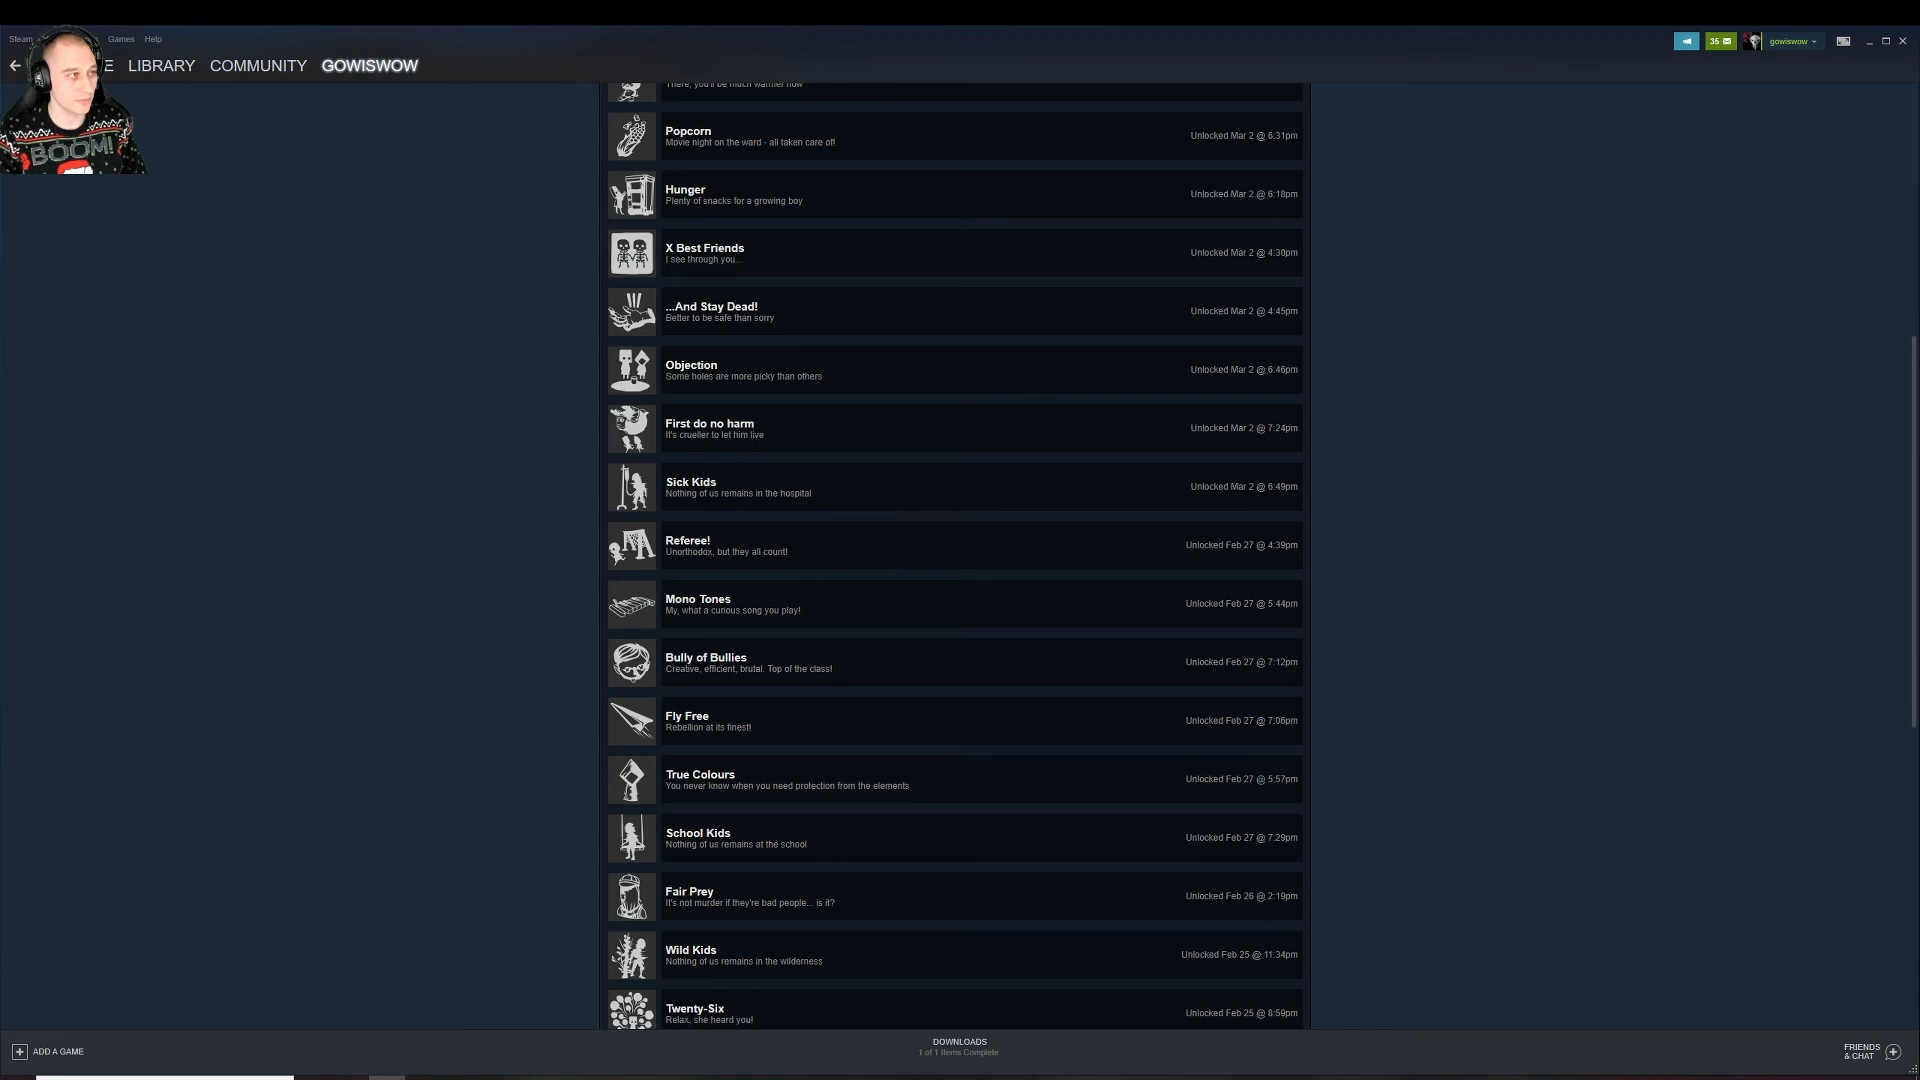 Steam Games Help
35 gowiswow
LIBRARY COMMUNITY GOWISWOW
BOOM!
There, you'll be much warmer now
Popcorn
Movie night on the ward - all taken care of!
Unlocked Mar 2 @ 6:31pm
Hunger
Plenty of snacks for a growing boy
Unlocked Mar 2 @ 6:18pm
X Best Friends
I see through you...
Unlocked Mar 2 @ 4:30pm
...And Stay Dead!
Better to be safe than sorry
Unlocked Mar 2 @ 4:45pm
Objection
Some holes are more picky than others
Unlocked Mar 2 @ 6:46pm
First do no harm
It's crueller to let him live
Unlocked Mar 2 @ 7:24pm
Sick Kids
Nothing of us remains in the hospital
Unlocked Mar 2 @ 6:49pm
Referee!
Unorthodox, but they all count!
Unlocked Feb 27 @ 4:39pm
Mono Tones
My, what a curious song you play!
Unlocked Feb 27 @ 5:44pm
Bully of Bullies
Creative, efficient, brutal. Top of the class!
Unlocked Feb 27 @ 7:12pm
Fly Free
Rebellion at its finest!
Unlocked Feb 27 @ 7:06pm
True Colours
You never know when you need protection from the elements
Unlocked Feb 27 @ 5:57pm
School Kids
Nothing of us remains at the school
Unlocked Feb 27 @ 7:29pm
Fair Prey
It's not murder if they're bad people... is it?
Unlocked Feb 26 @ 2:19pm
Wild Kids
Nothing of us remains in the wilderness
Unlocked Feb 25 @ 11:34pm
Twenty-Six
Relax, she heard you!
Unlocked Feb 25 @ 8:59pm
ADD A GAME
DOWNLOADS
1 of 1 Items Complete
FRIENDS
& CHAT